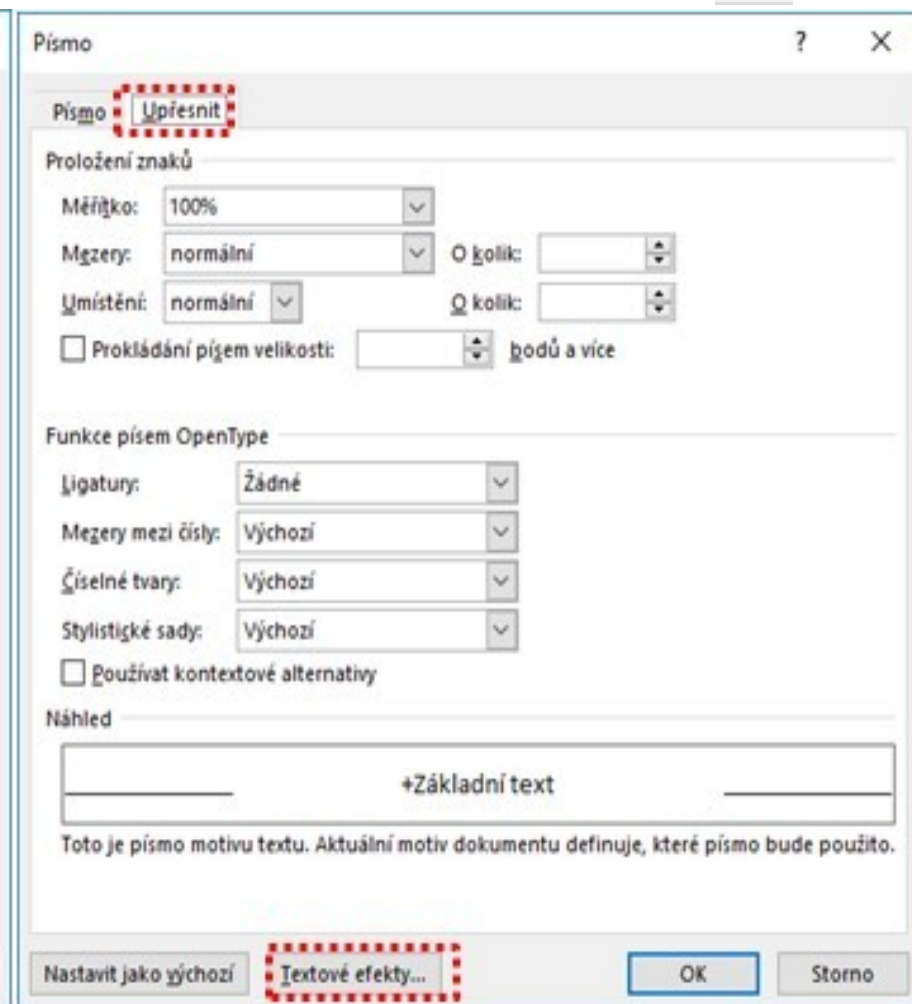 Písmo ?
Písmo Upřesnit
Proložení znaků
Měřítko: 100%
Mezery: normální O kolik:
Umístění: normální O kolik:
Prokládání písem velikosti: bodů a více
Funkce písem OpenType
Ligatury: Žádné
Mezery mezi čísly: Výchozí
Číselné tvary: Výchozí
Stylistické sady: Výchozí
Používat kontextové alternativy
Náhled
+Základní text
Toto je písmo motivu textu. Aktuální motiv dokumentu definuje, které písmo bude použito.
Nastavit jako výchozí Textové efekty... OK Storno